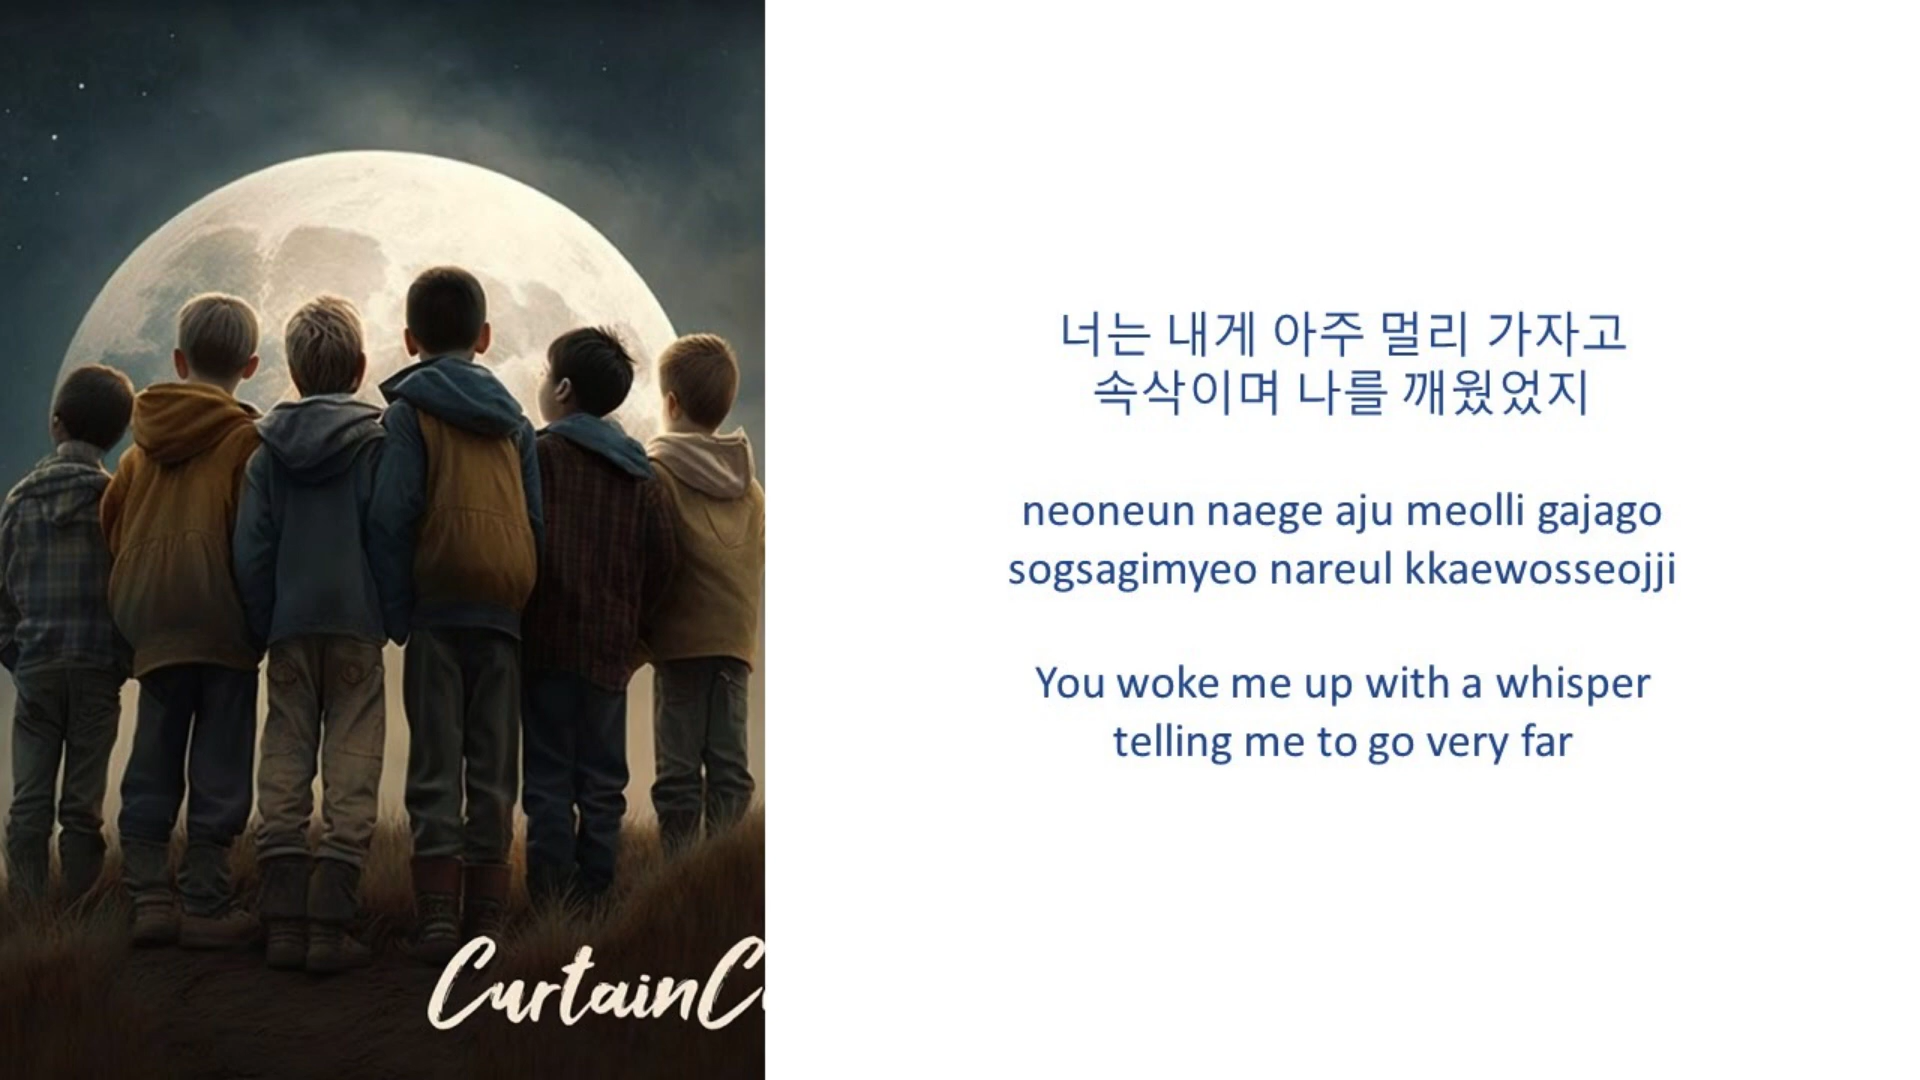 너는 내게 아주 멀리 가자고
속삭이며 나를 깨웠었지
neoneun naege aju meolli gajago
sogsagimyeo nareul kkaewosseojji
You woke me up with a whisper
telling me to go very far
CurtainC